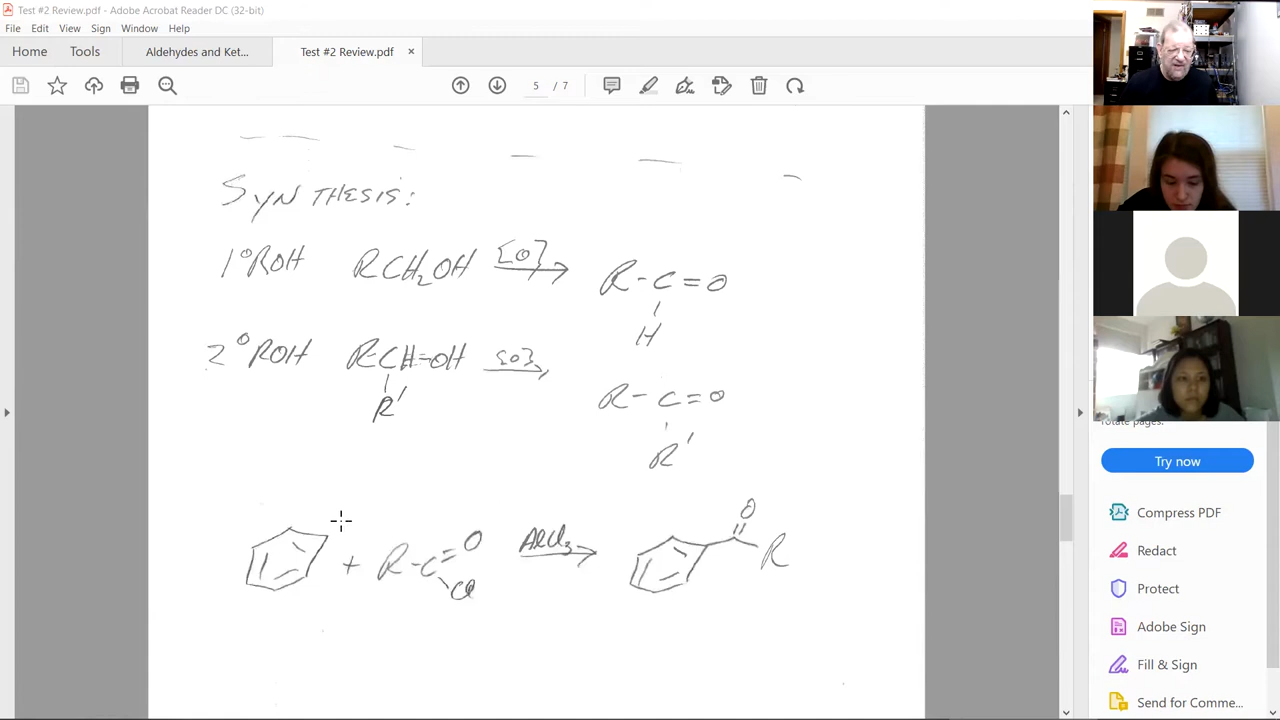 Test #2 Review.pdf - Adobe Acrobat Reader DC (32-bit)
File Edit View Sign Window Help
Home Tools Aldehydes and Ket... Test #2 Review.pdf ×
5 / 7
SYNTHESIS:
1° ROH RCH₂OH [O] → R-C=O
H
2° ROH R-CH-OH [O] → R-C=O
R' R'
+ R-C=O AlCl₃ → O
Cl R
rotate pages.
Try now
Compress PDF
Redact
Protect
Adobe Sign
Fill & Sign
Send for Comme...